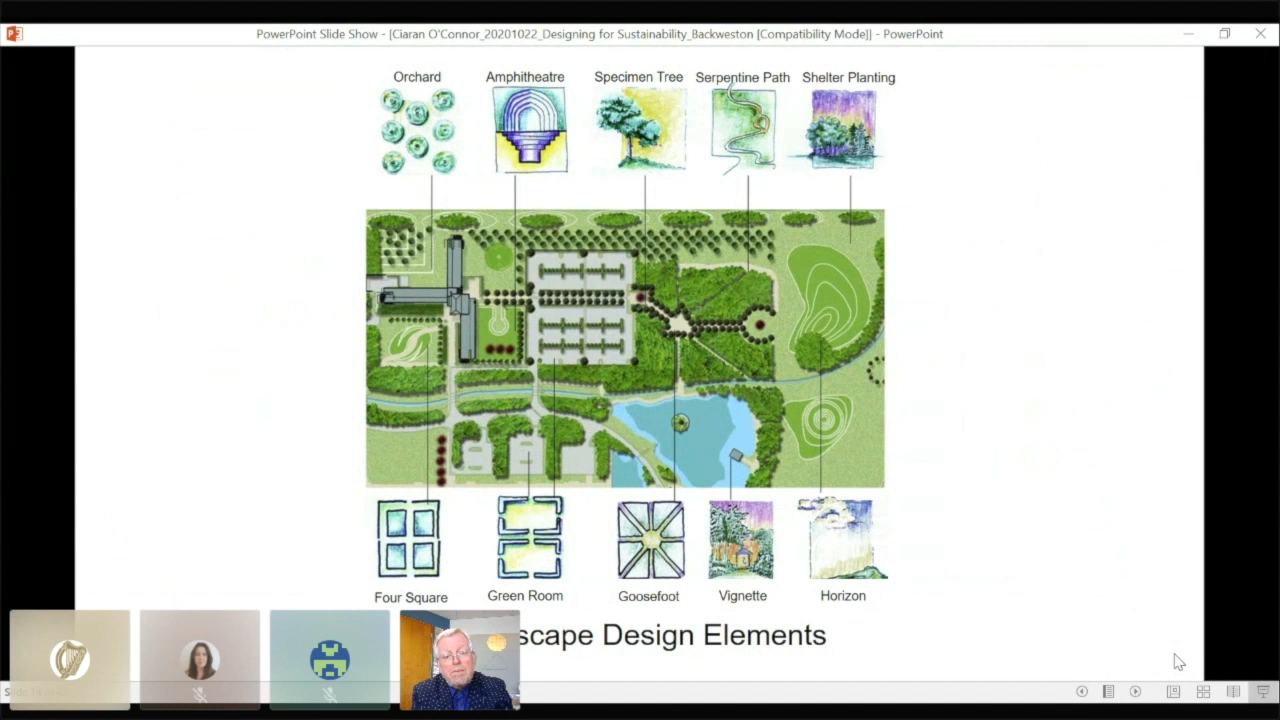 PowerPoint Slide Show - [Ciaran O'Connor_20201022_Designing for Sustainability_Backweston [Compatibility Mode]] - PowerPoint
Orchard Amphitheatre Specimen Tree Serpentine Path Shelter Planting
Four Square Green Room Goosefoot Vignette Horizon
scape Design Elements